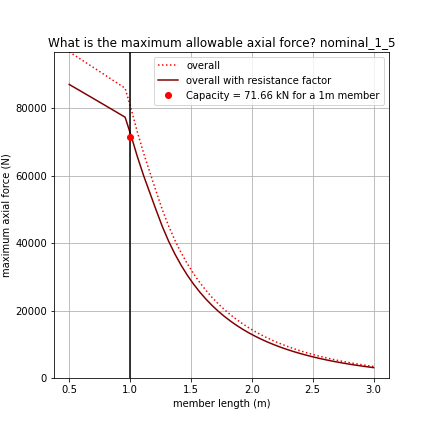 What is the maximum allowable axial force? nominal_1_5
overall
overall with resistance factor
Capacity = 71.66 kN for a 1m member
maximum axial force (N)
80000
60000
40000
20000
0
0.5 1.0 1.5 2.0 2.5 3.0
member length (m)